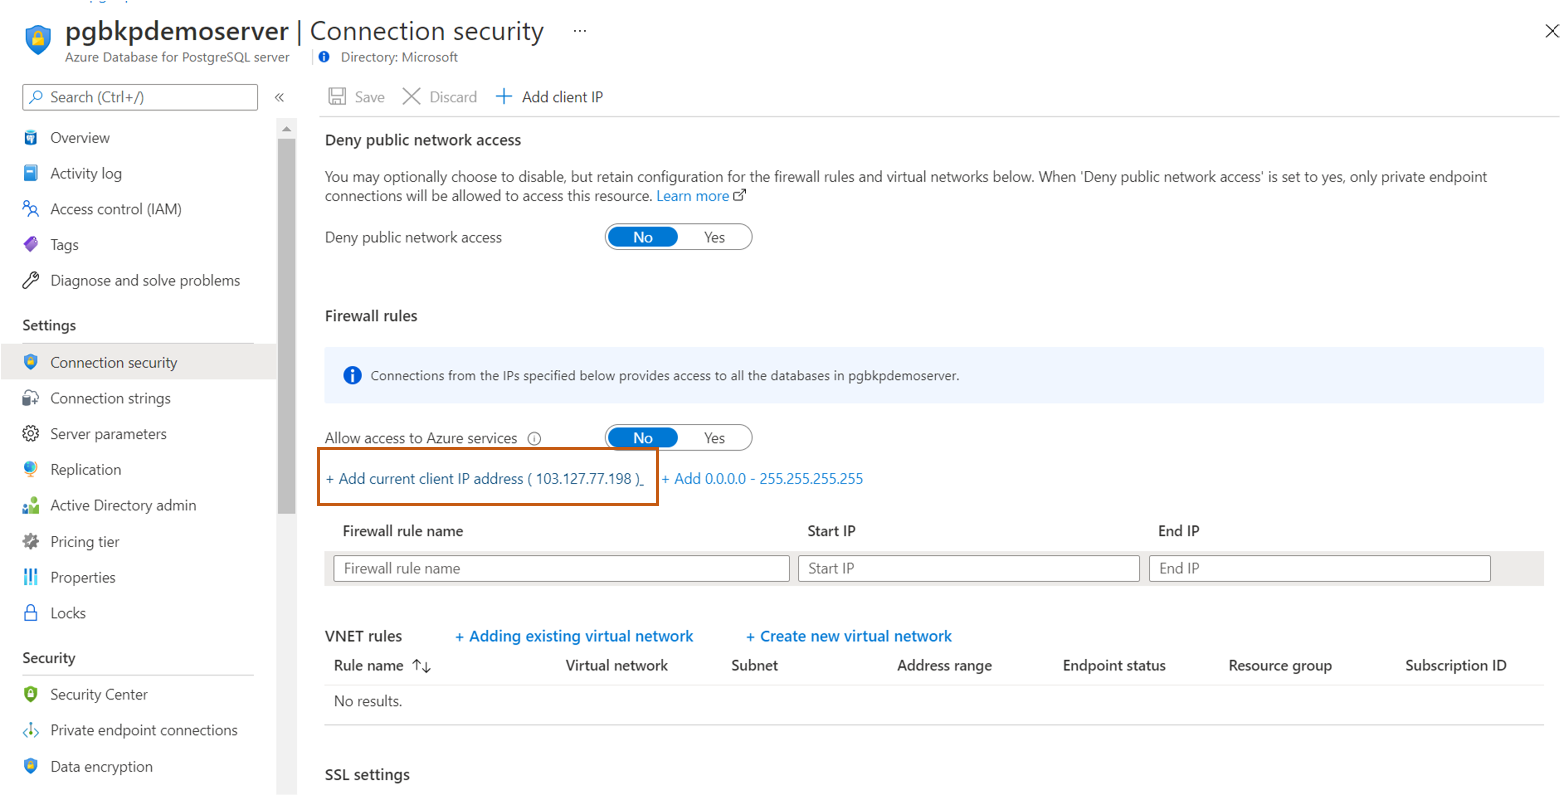 pgbkpdemoserver | Connection security ...
Azure Database for PostgreSQL server
Directory: Microsoft
Search (Ctrl+/)
«
Overview
Activity log
Access control (IAM)
Tags
Diagnose and solve problems
Settings
Connection security
Connection strings
Server parameters
Replication
Active Directory admin
Pricing tier
Properties
Locks
Security
Security Center
Private endpoint connections
Data encryption
Save
Discard
+ Add client IP
Deny public network access
You may optionally choose to disable, but retain configuration for the firewall rules and virtual networks below. When 'Deny public network access' is set to yes, only private endpoint
connections will be allowed to access this resource. Learn more
Deny public network access No Yes
Firewall rules
Connections from the IPs specified below provides access to all the databases in pgbkpdemoserver.
Allow access to Azure services No Yes
+ Add current client IP address ( 103.127.77.198 )_ + Add 0.0.0.0 - 255.255.255.255
Firewall rule name Start IP End IP
Firewall rule name Start IP End IP
VNET rules + Adding existing virtual network + Create new virtual network
Rule name ↑↓ Virtual network Subnet Address range Endpoint status Resource group Subscription ID
No results.
SSL settings